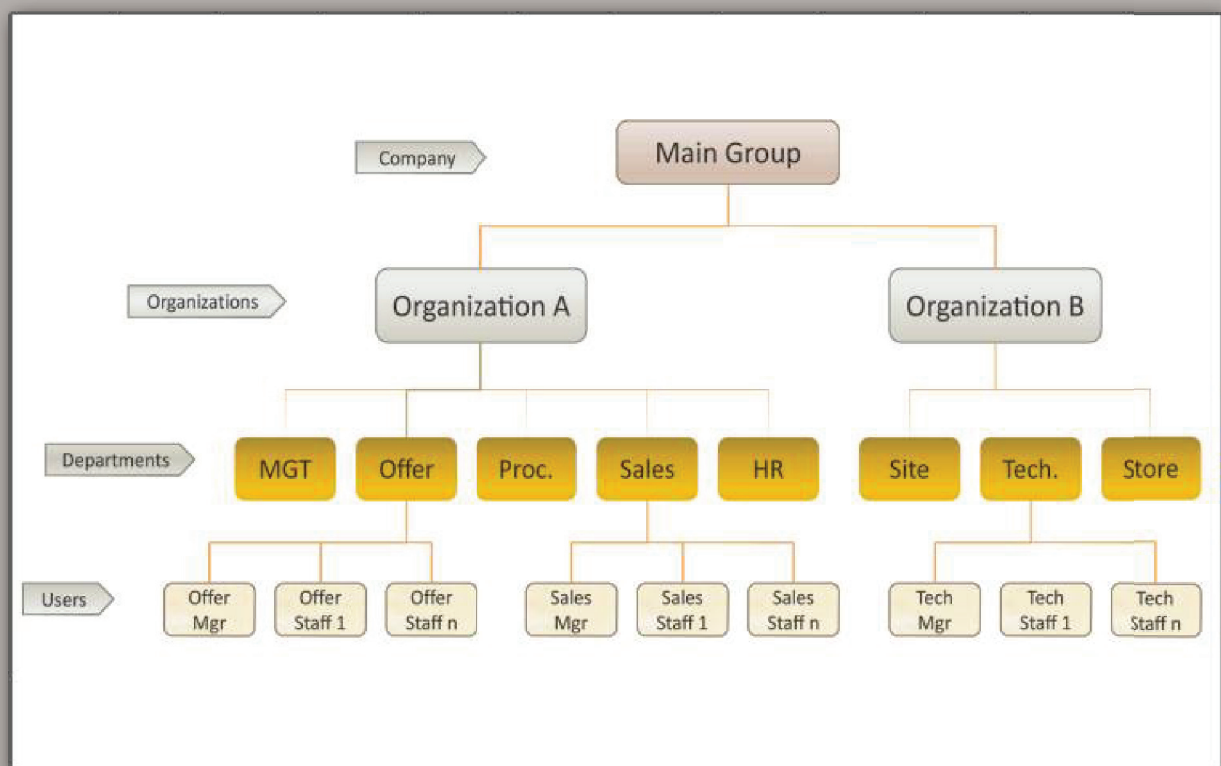 Company
Main Group
Organizations
Organization A
Organization B
Departments
MGT
Offer
Proc.
Sales
HR
Site
Tech.
Store
Users
Offer
Mgr
Offer
Staff 1
Offer
Staff n
Sales
Mgr
Sales
Staff 1
Sales
Staff n
Tech
Mgr
Tech
Staff 1
Tech
Staff n